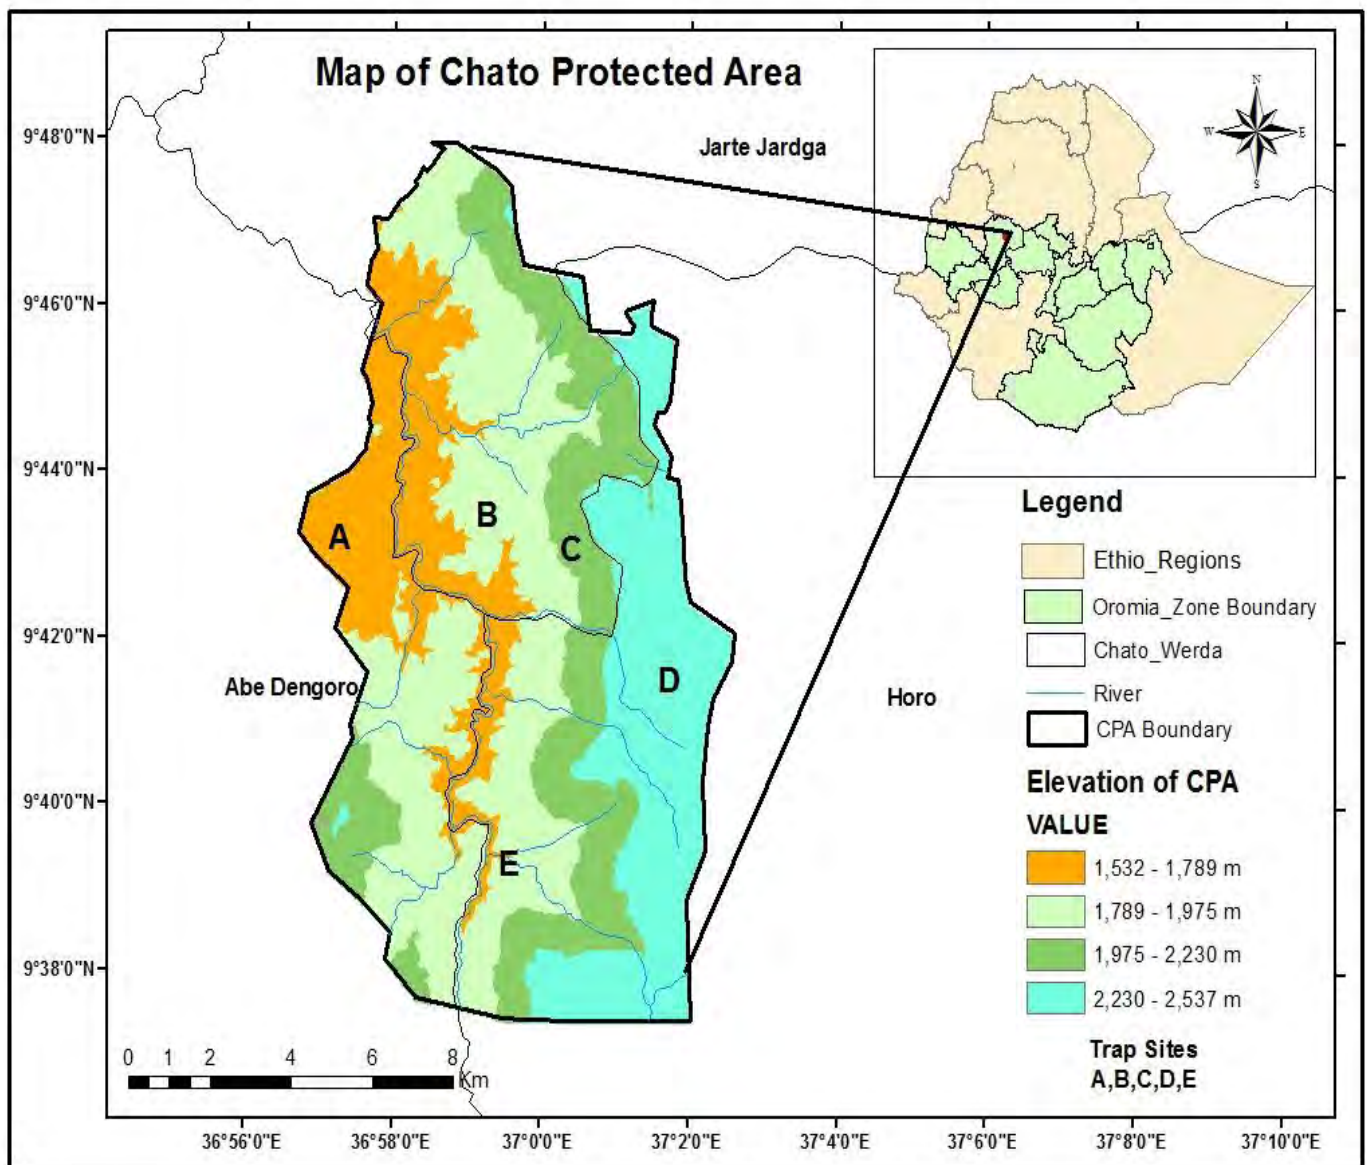 Map of Chato Protected Area
N
W
E
S
9°48'0"N
9°46'0"N
9°44'0"N
9°42'0"N
9°40'0"N
9°38'0"N
Jarte Jardga
Abe Dengoro
Horo
A
B
C
D
E
Legend
Ethio_Regions
Oromia_Zone Boundary
Chato_Werda
River
CPA Boundary
Elevation of CPA
VALUE
1,532 - 1,789 m
1,789 - 1,975 m
1,975 - 2,230 m
2,230 - 2,537 m
Trap Sites
A,B,C,D,E
0 1 2 4 6 8
Km
36°56'0"E 36°58'0"E 37°0'0"E 37°2'0"E 37°4'0"E 37°6'0"E 37°8'0"E 37°10'0"E